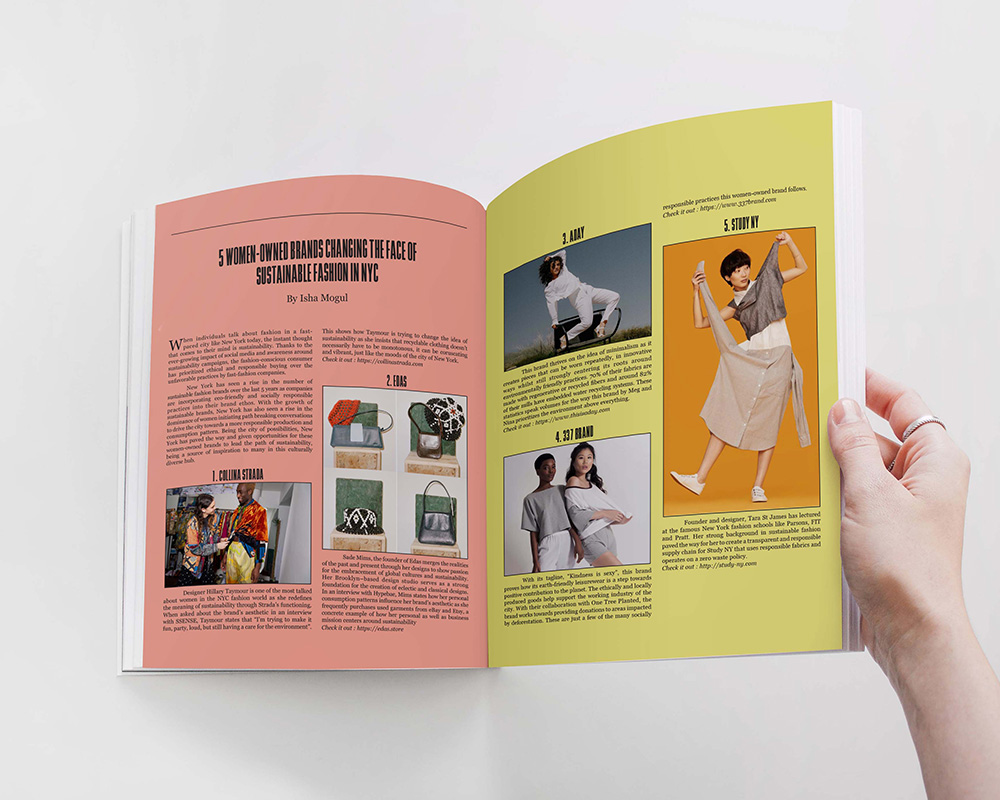 5 WOMEN-OWNED BRANDS CHANGING THE FACE OF
SUSTAINABLE FASHION IN NYC
By Isha Mogul
When individuals talk about fashion in a fast-
paced city like New York today, the instant thought
that comes to their mind is sustainability. Thanks to the
ever-growing impact of social media and awareness around
sustainability campaigns, the fashion-conscious consumer
has prioritized ethical and responsible buying over the
unfavorable practices by fast-fashion companies.
New York has seen a rise in the number of
sustainable fashion brands over the last 5 years as companies
are incorporating eco-friendly and socially responsible
practices into their brand ethos. With the growth of
sustainable brands, New York has also seen a rise in the
dominance of women initiating path breaking conversations
to drive the city towards a more responsible production and
consumption pattern. Being the city of possibilities, New
York has paved the way and given opportunities for these
women-owned brands to lead the path of sustainability,
being a source of inspiration to many in this culturally
diverse hub.
1. COLLINA STRADA
Designer Hillary Taymour is one of the most talked
about women in the NYC fashion world as she redefines
the meaning of sustainability through Strada's functioning.
When asked about the brand's aesthetic in an interview
with SSENSE, Taymour states that "I'm trying to make it
fun, party, loud, but still having a care for the environment".
This shows how Taymour is trying to change the idea of
sustainability as she insists that recyclable clothing doesn't
necessarily have to be monotonous, it can be coruscating
and vibrant, just like the moods of the city of New York.
Check it out : https://collinastrada.com
2. EDAS
Sade Mims, the founder of Edas merges the realities
of the past and present through her designs to show passion
for the embracement of global cultures and sustainability.
Her Brooklyn-based design studio serves as a strong
foundation for the creation of eclectic and classical designs.
In an interview with Hypebae, Mims states how her personal
consumption patterns influence her brand's aesthetic as she
frequently purchases used garments from eBay and Etsy, a
concrete example of how her personal as well as business
mission centers around sustainability
Check it out : https://edas.store
3. ADAY
This brand thrives on the idea of minimalism as it
creates pieces that can be worn repeatedly, in innovative
ways whilst still strongly centering its roots around
environmentally friendly practices. 70% of their fabrics are
made with regenerative or recycled fibers and around 82%
of their mills have embedded water recycling systems. These
statistics speak volumes for the way this brand by Meg and
Nina prioritizes the environment above everything.
Check it out : https://www.thisisaday.com
4. 337 BRAND
With its tagline, "Kindness is sexy", this brand
proves how its earth-friendly leisurewear is a step towards
positive contribution to the planet. The ethically and locally
produced goods help support the working industry of the
city. With their collaboration with One Tree Planted, the
brand works towards providing donations to areas impacted
by deforestation. These are just a few of the many socially
responsible practices this women-owned brand follows.
Check it out : https://www.337brand.com
5. STUDY NY
Founder and designer, Tara St James has lectured
at the famous New York fashion schools like Parsons, FIT
and Pratt. Her strong background in sustainable fashion
paved the way for her to create a transparent and responsible
supply chain for Study NY that uses responsible fabrics and
operates on a zero waste policy.
Check it out : http://study-ny.com